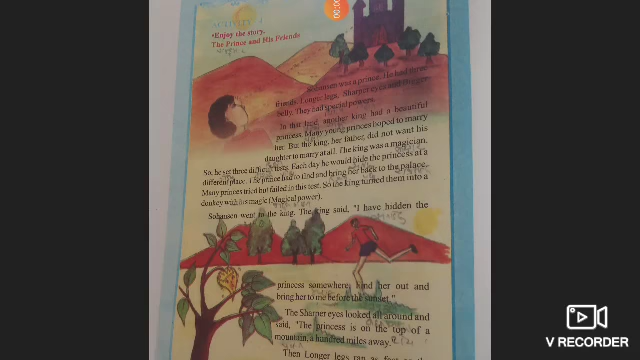 Enjoy the story.
The Prince and His Friends
was a prince. He had three
friends, Longer legs, Sharper eyes and Bigger
belly. They had special powers.
In that land, another king had a beautiful
princess. Many young princes hoped to marry
her. But the king, her father, did not want his
daughter to marry at all. The king was a magician.
So, he set three difficult tests. Each day he would hide the princess at a
different place. The prince had to find and bring her back to the palace.
Many princes tried but failed in this test. So the king turned them into a
donkey with his magic (Magical power).
Sohansen went to the king. The king said, "I have hidden the
princess somewhere, kind her out and
bring her to me before the sunset."
The Sharper eyes looked all around and
said, "The princess is on the top of a
mountain, a hundred miles away.
Then Longer legs ran as fast as
00:00
V RECORDER